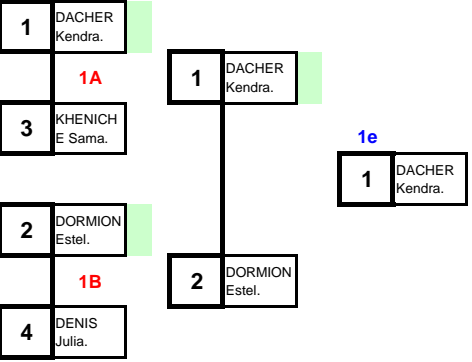 1 DACHER
Kendra.
1A
3 KHENICH
E Sama.
2 DORMION
Estel.
1B
4 DENIS
Julia.
1 DACHER
Kendra.
2 DORMION
Estel.
1e
1 DACHER
Kendra.